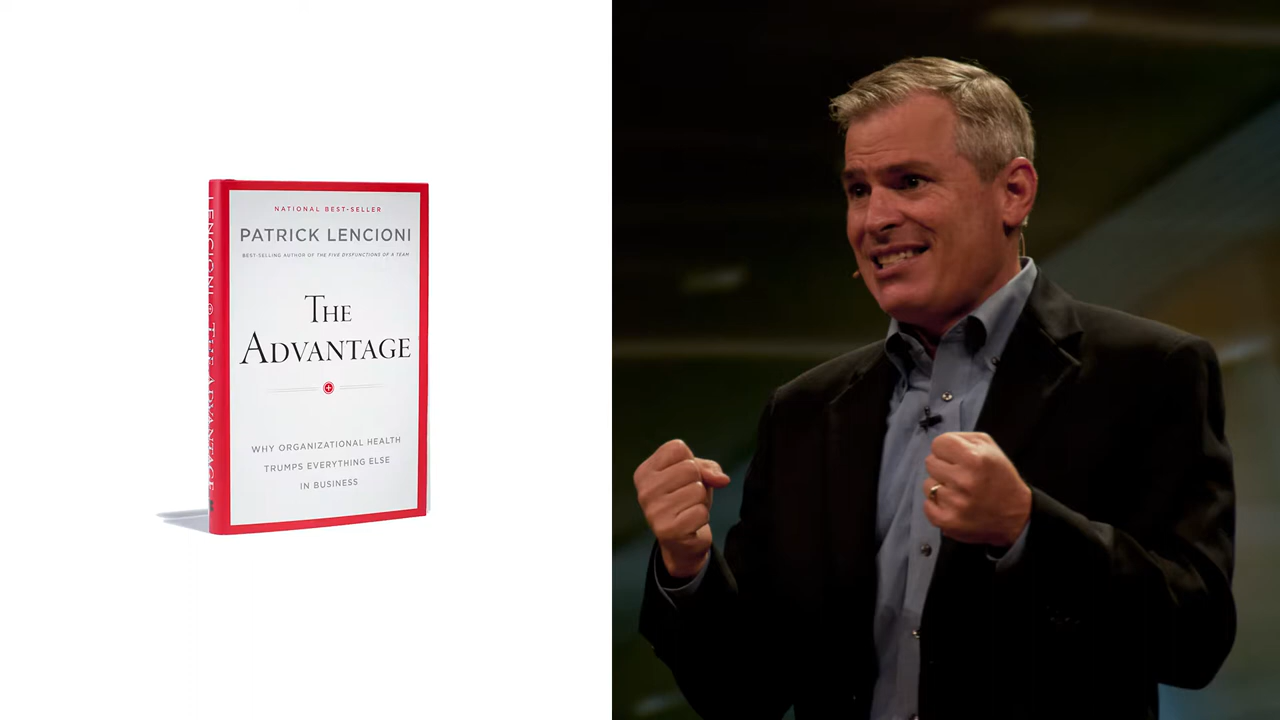 NATIONAL BEST-SELLER
PATRICK LENCIONI
BEST-SELLING AUTHOR OF THE FIVE DYSFUNCTIONS OF A TEAM
THE
ADVANTAGE
WHY ORGANIZATIONAL HEALTH
TRUMPS EVERYTHING ELSE
IN BUSINESS
LENCIONI THE ADVANTAGE